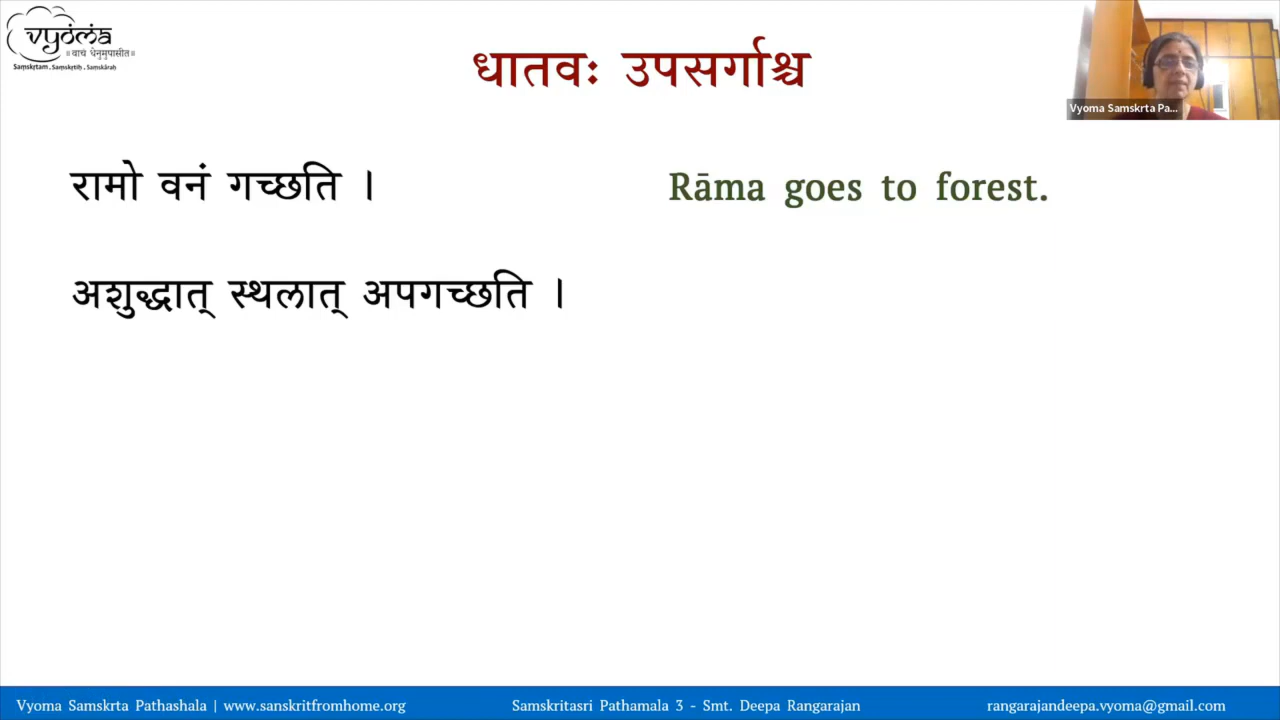 vyoma
॥वाचं धेनुमुपासीत॥
Saṃskṛtam . Saṃskṛtiḥ . Saṃskāraḥ
धातवः उपसर्गाश्च
Vyoma Samskrta Pa...
रामो वनं गच्छति ।
Rāma goes to forest.
अशुद्धात् स्थलात् अपगच्छति ।
Vyoma Samskrta Pathashala | www.sanskritfromhome.org
Samskritasri Pathamala 3 - Smt. Deepa Rangarajan
rangarajandeepa.vyoma@gmail.com